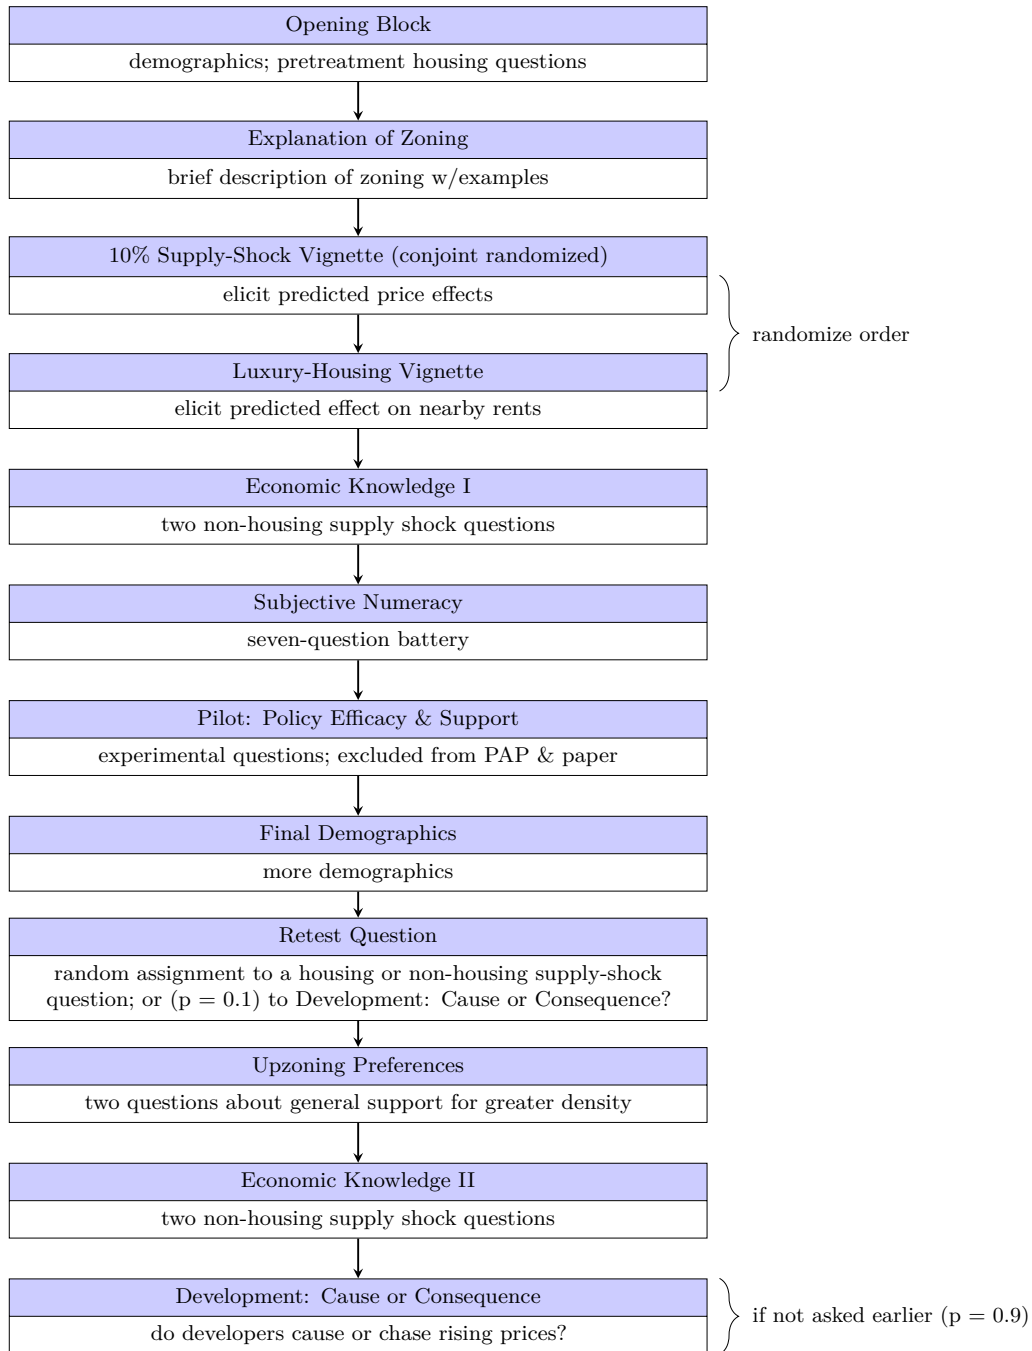 Opening Block
demographics; pretreatment housing questions
Explanation of Zoning
brief description of zoning w/examples
10% Supply-Shock Vignette (conjoint randomized)
elicit predicted price effects
randomize order
Luxury-Housing Vignette
elicit predicted effect on nearby rents
Economic Knowledge I
two non-housing supply shock questions
Subjective Numeracy
seven-question battery
Pilot: Policy Efficacy & Support
experimental questions; excluded from PAP & paper
Final Demographics
more demographics
Retest Question
random assignment to a housing or non-housing supply-shock
question; or (p = 0.1) to Development: Cause or Consequence?
Upzoning Preferences
two questions about general support for greater density
Economic Knowledge II
two non-housing supply shock questions
Development: Cause or Consequence
if not asked earlier (p = 0.9)
do developers cause or chase rising prices?